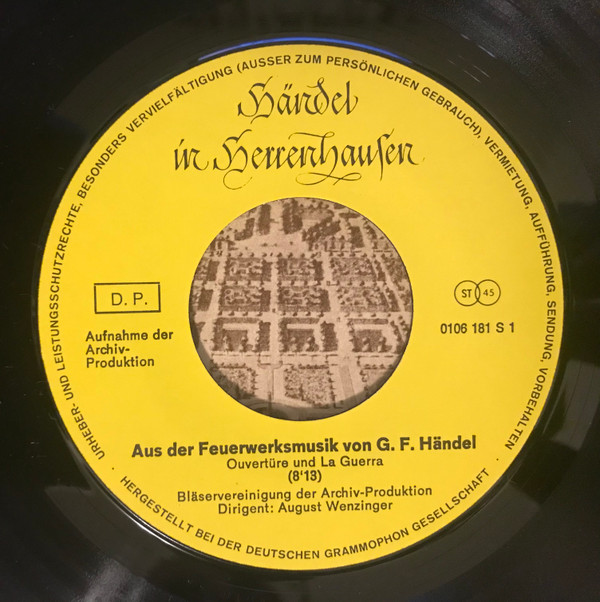 URHEBER- UND LEISTUNGSSCHUTZRECHTE, BESONDERS VERVIELFÄLTIGUNG (AUSSER ZUM PERSÖNLICHEN GEBRAUCH), VERMIETUNG, AUFFÜHRUNG, SENDUNG, VORBEHALTEN
Händel
in Herrenhausen
D. P.
ST 45
Aufnahme der
Archiv-
Produktion
0106 181 S 1
Aus der Feuerwerksmusik von G. F. Händel
Ouvertüre und La Guerra
(8'13)
Bläservereinigung der Archiv-Produktion
Dirigent: August Wenzinger
· HERGESTELLT BEI DER DEUTSCHEN GRAMMOPHON GESELLSCHAFT ·